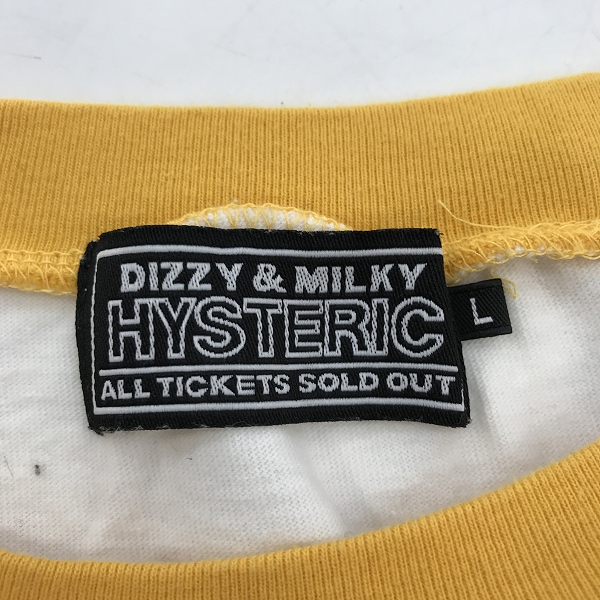 DIZZY & MILKY
HYSTERIC
ALL TICKETS SOLD OUT
L